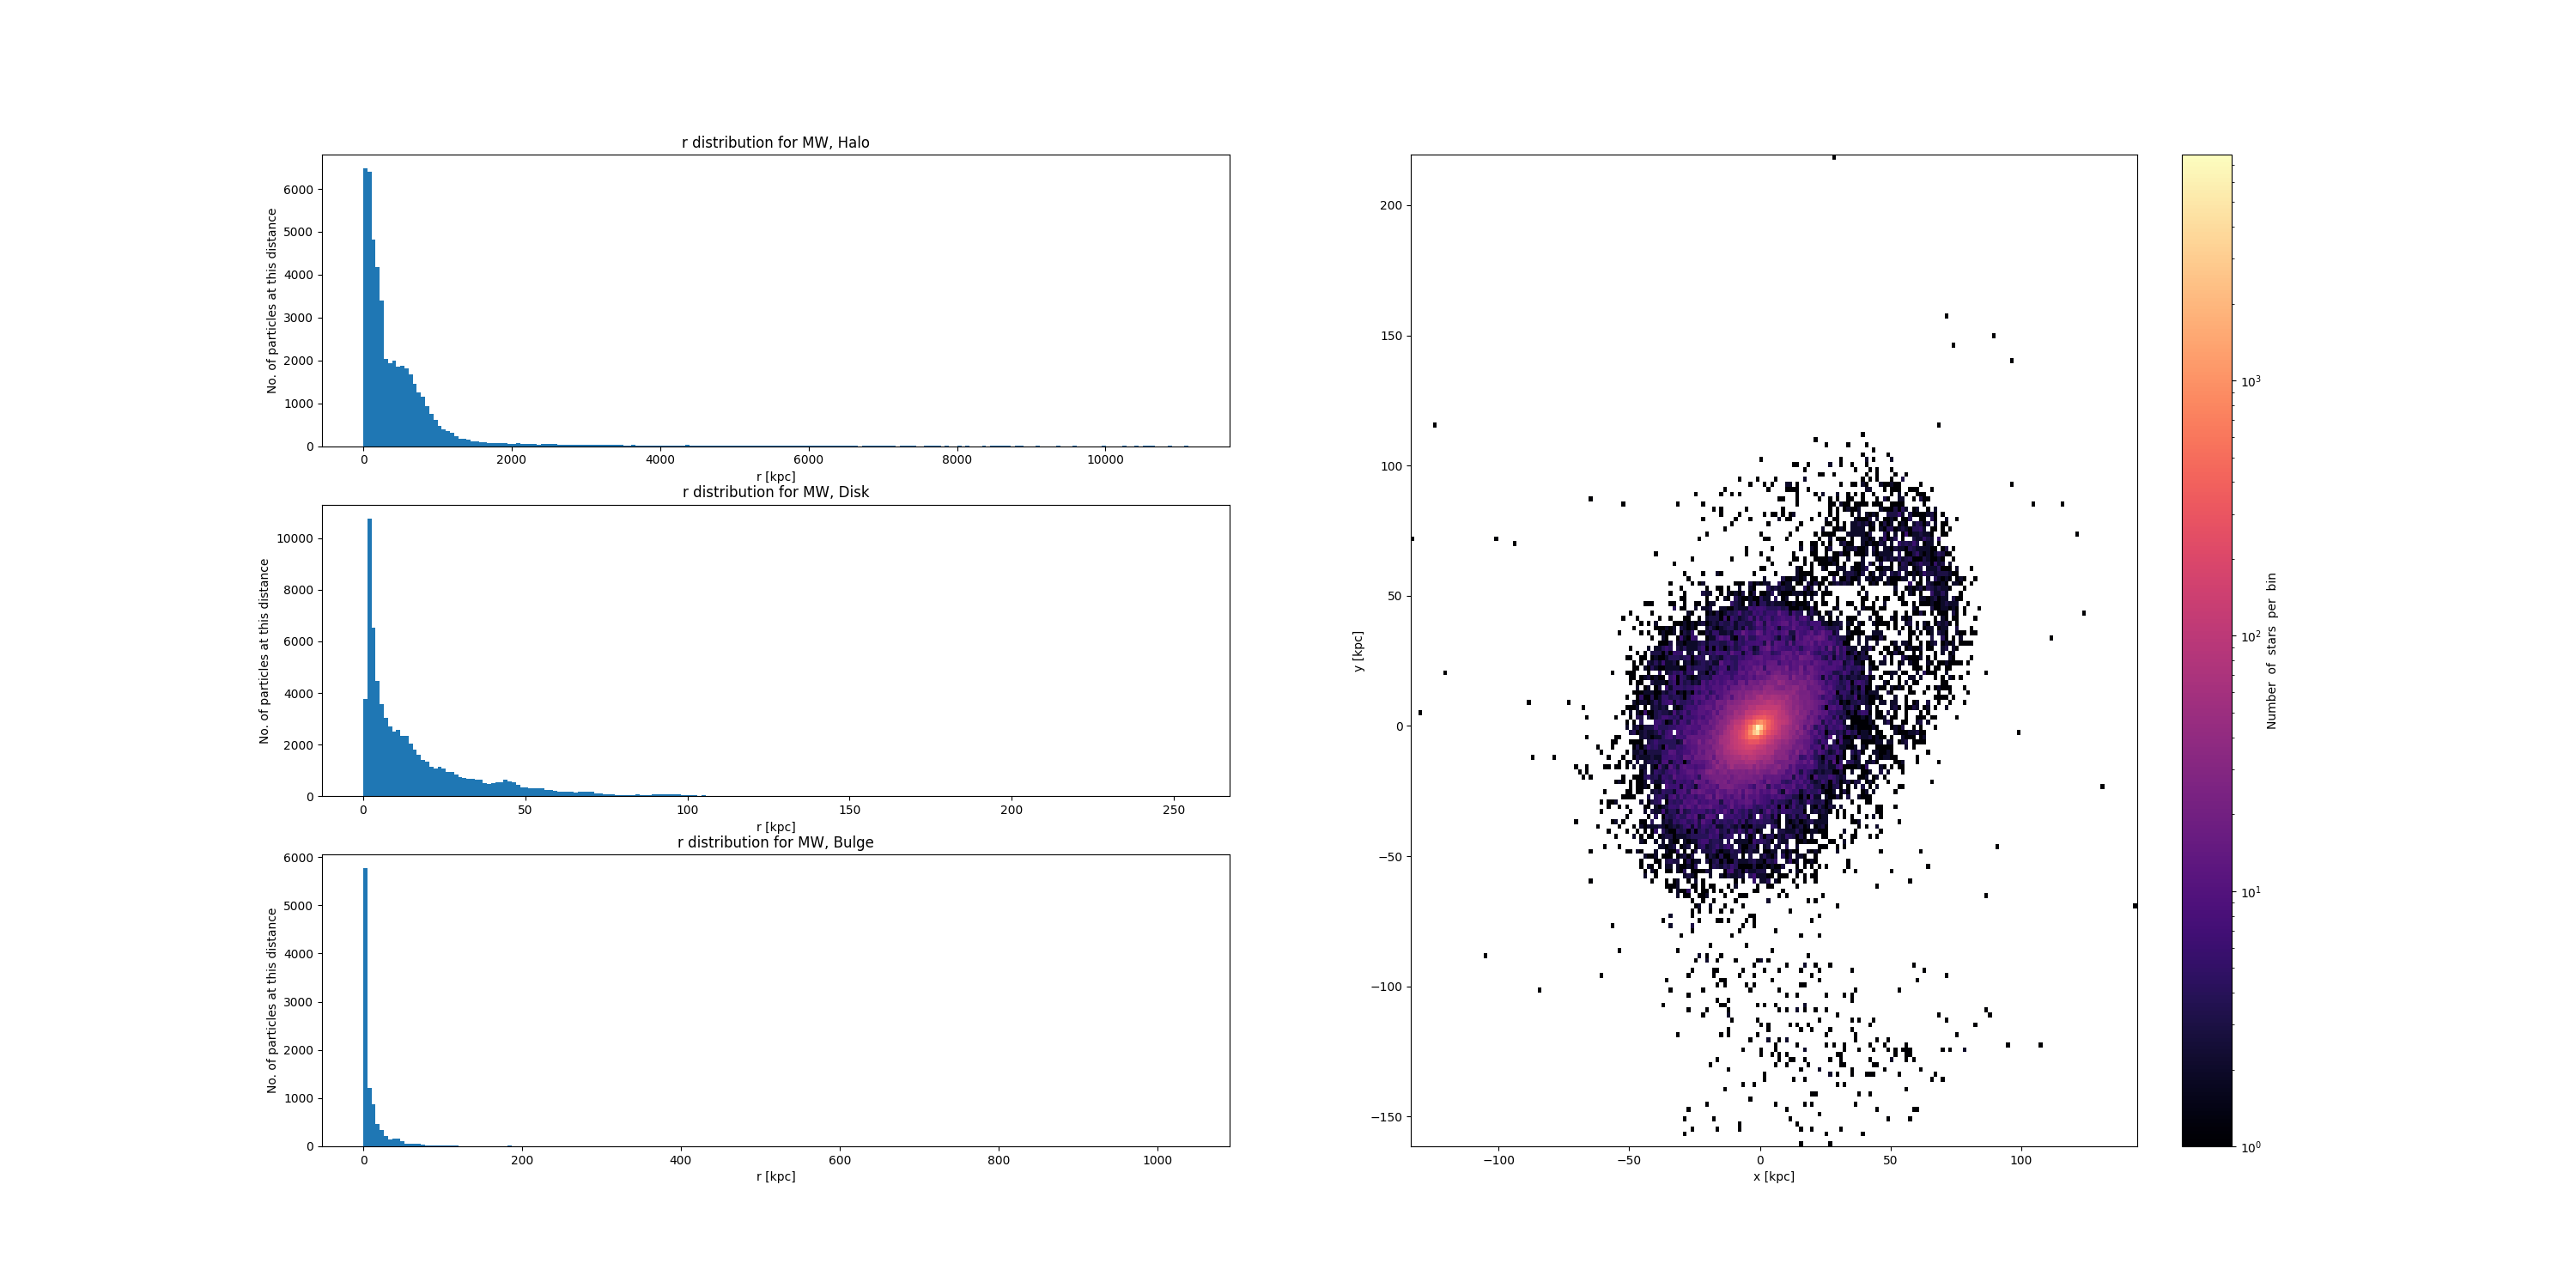 r distribution for MW, Halo
No. of particles at this distance
6000
5000
4000
3000
2000
1000
0
0 2000 4000 6000 8000 10000
r [kpc]
r distribution for MW, Disk
No. of particles at this distance
10000
8000
6000
4000
2000
0
0 50 100 150 200 250
r [kpc]
r distribution for MW, Bulge
No. of particles at this distance
6000
5000
4000
3000
2000
1000
0
0 200 400 600 800 1000
r [kpc]
y [kpc]
200
150
100
50
0
−50
−100
−150
−100 −50 0 50 100
x [kpc]
10³
10²
10¹
10⁰
Number of stars per bin